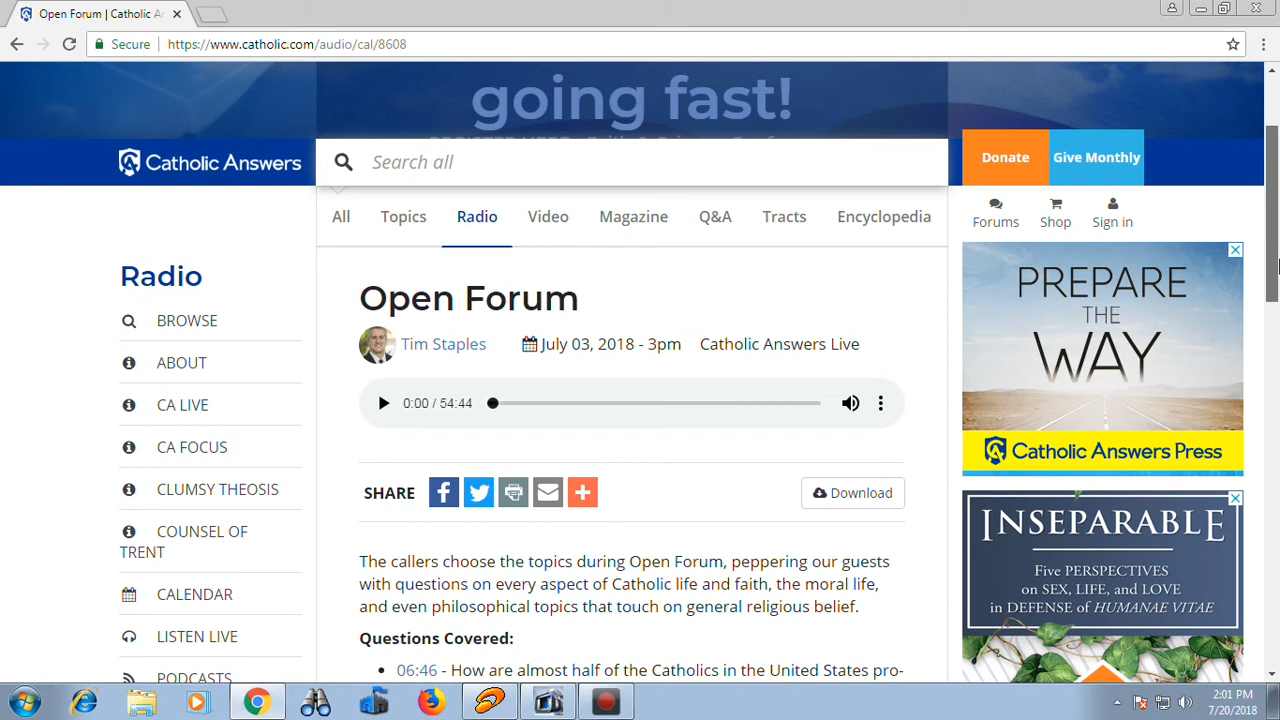 Open Forum | Catholic An
Secure
https://www.catholic.com/audio/cal/8608
going fast!
Catholic Answers
Search all
Donate
Give Monthly
All
Topics
Radio
Video
Magazine
Q&A
Tracts
Encyclopedia
Forums
Shop
Sign in
Radio
BROWSE
ABOUT
CA LIVE
CA FOCUS
CLUMSY THEOSIS
COUNSEL OF
TRENT
CALENDAR
LISTEN LIVE
PODCASTS
Open Forum
Tim Staples
July 03, 2018 - 3pm
Catholic Answers Live
0:00 / 54:44
SHARE
Download
The callers choose the topics during Open Forum, peppering our guests
with questions on every aspect of Catholic life and faith, the moral life,
and even philosophical topics that touch on general religious belief.
Questions Covered:
06:46 - How are almost half of the Catholics in the United States pro-
PREPARE
THE
WAY
Catholic Answers Press
INSEPARABLE
Five PERSPECTIVES
on SEX, LIFE, and LOVE
in DEFENSE of HUMANAE VITAE
2:01 PM
7/20/2018